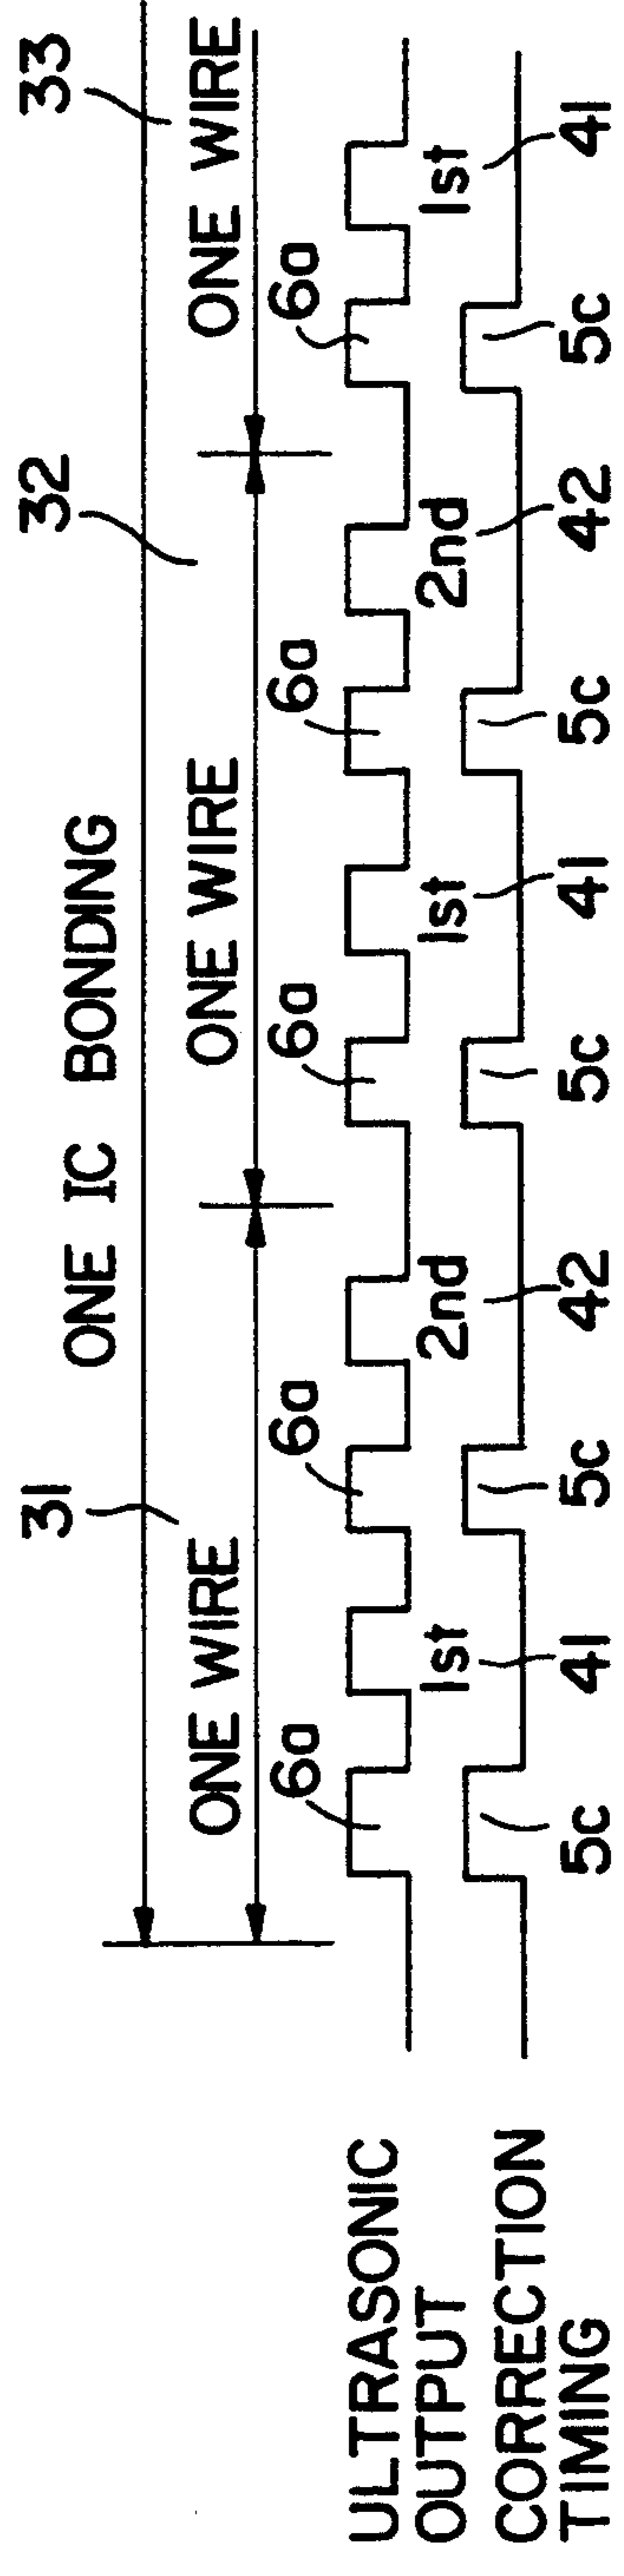 31 32 33
ONE IC BONDING
ONE WIRE ONE WIRE ONE WIRE
6a 6a 6a 6a 6a
ULTRASONIC
OUTPUT
1st 2nd 1st 2nd 1st
CORRECTION
TIMING
5c 41 5c 42 5c 41 5c 42 5c 41